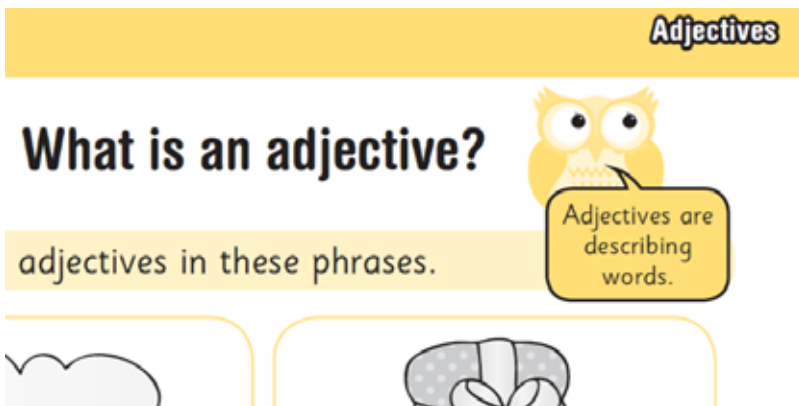 Adjectives
What is an adjective?
Adjectives are
describing
words.
adjectives in these phrases.